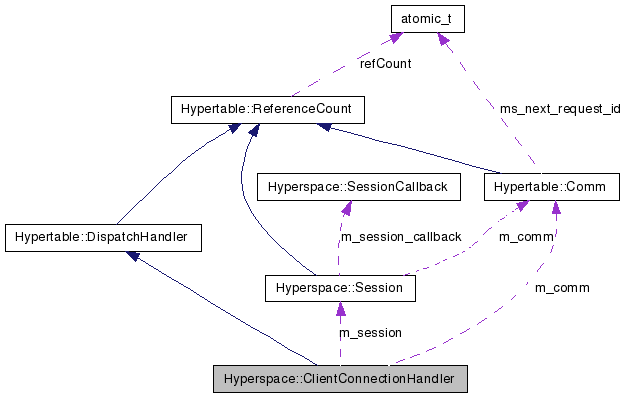 atomic_t
refCount
Hypertable::ReferenceCount
ms_next_request_id
Hyperspace::SessionCallback
Hypertable::Comm
Hypertable::DispatchHandler
m_session_callback
m_comm
Hyperspace::Session
m_comm
m_session
Hyperspace::ClientConnectionHandler